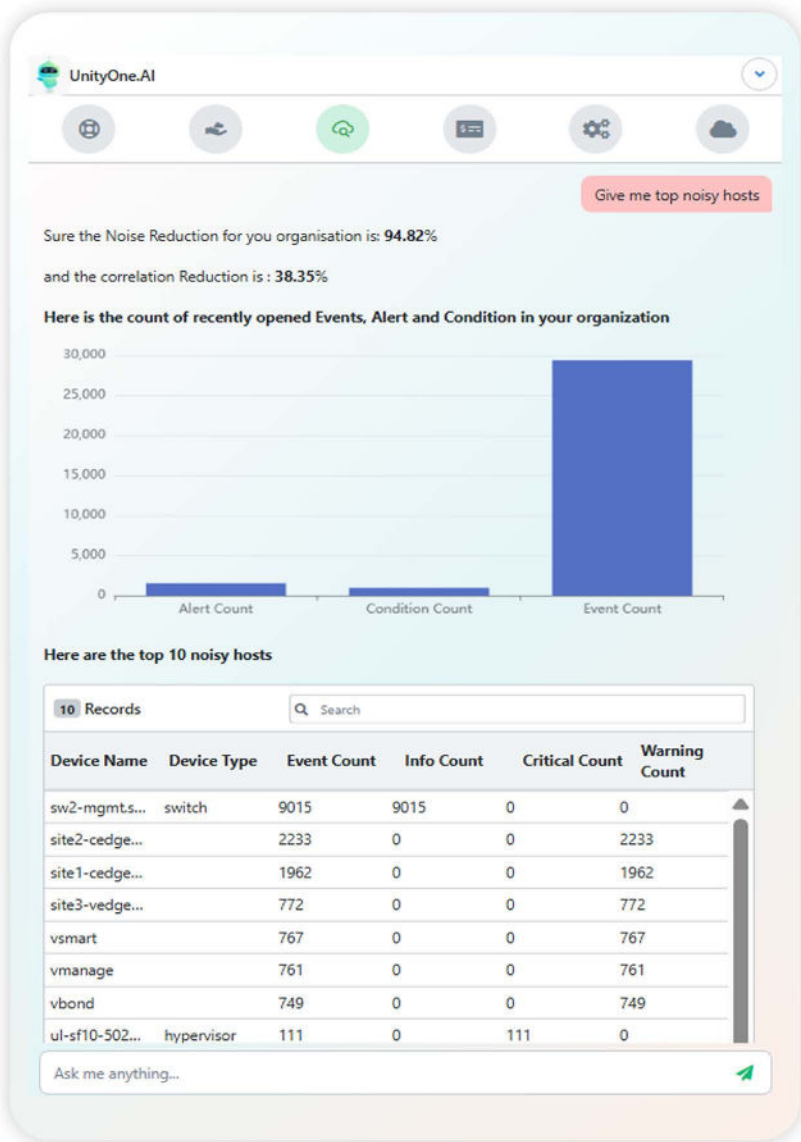 UnityOne.AI
Give me top noisy hosts
Sure the Noise Reduction for you organisation is: 94.82%
and the correlation Reduction is : 38.35%
Here is the count of recently opened Events, Alert and Condition in your organization
30,000
25,000
20,000
15,000
10,000
5,000
0
Alert Count Condition Count Event Count
Here are the top 10 noisy hosts
10 Records Search
Device Name Device Type Event Count Info Count Critical Count Warning Count
sw2-mgmt.s... switch 9015 9015 0 0
site2-cedge... 2233 0 0 2233
site1-cedge... 1962 0 0 1962
site3-vedge... 772 0 0 772
vsmart 767 0 0 767
vmanage 761 0 0 761
vbond 749 0 0 749
ul-sf10-502... hypervisor 111 0 111 0
Ask me anything...